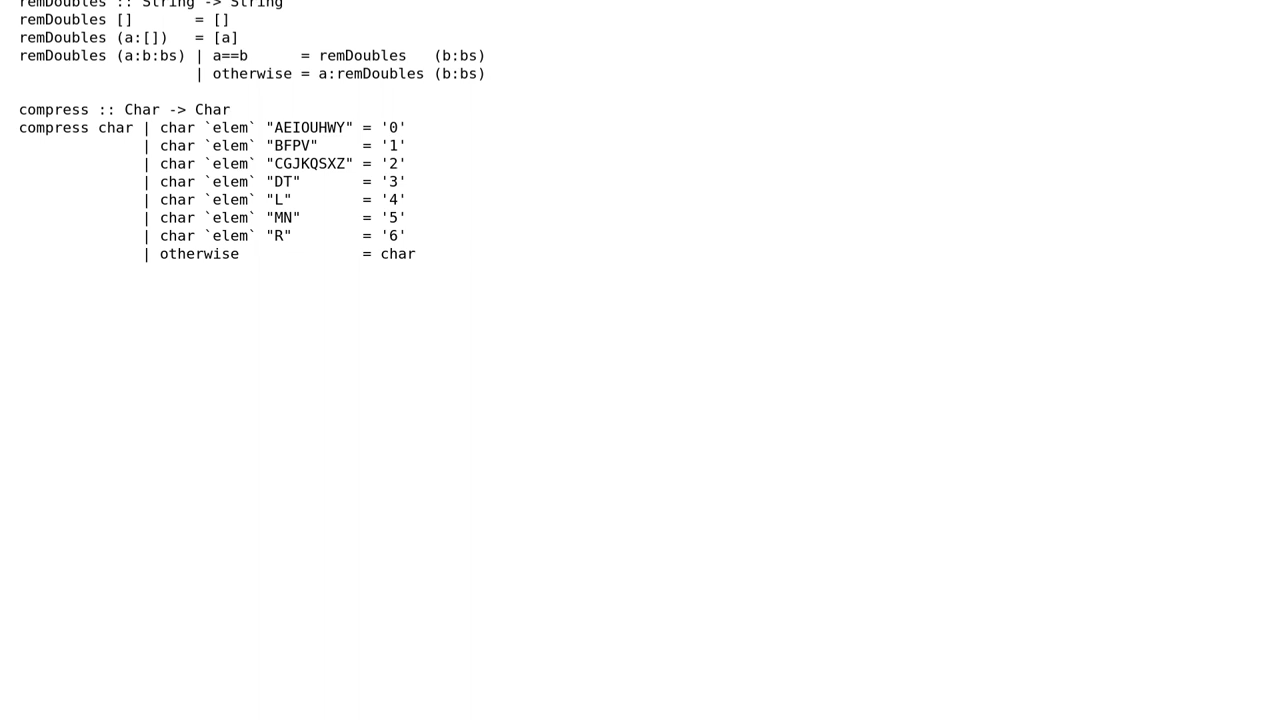 remDoubles :: String -> String
remDoubles []       = []
remDoubles (a:[])   = [a]
remDoubles (a:b:bs) | a==b      = remDoubles   (b:bs)
                    | otherwise = a:remDoubles (b:bs)

compress :: Char -> Char
compress char | char `elem` "AEIOUHWY" = '0'
              | char `elem` "BFPV"     = '1'
              | char `elem` "CGJKQSXZ" = '2'
              | char `elem` "DT"       = '3'
              | char `elem` "L"        = '4'
              | char `elem` "MN"       = '5'
              | char `elem` "R"        = '6'
              | otherwise              = char